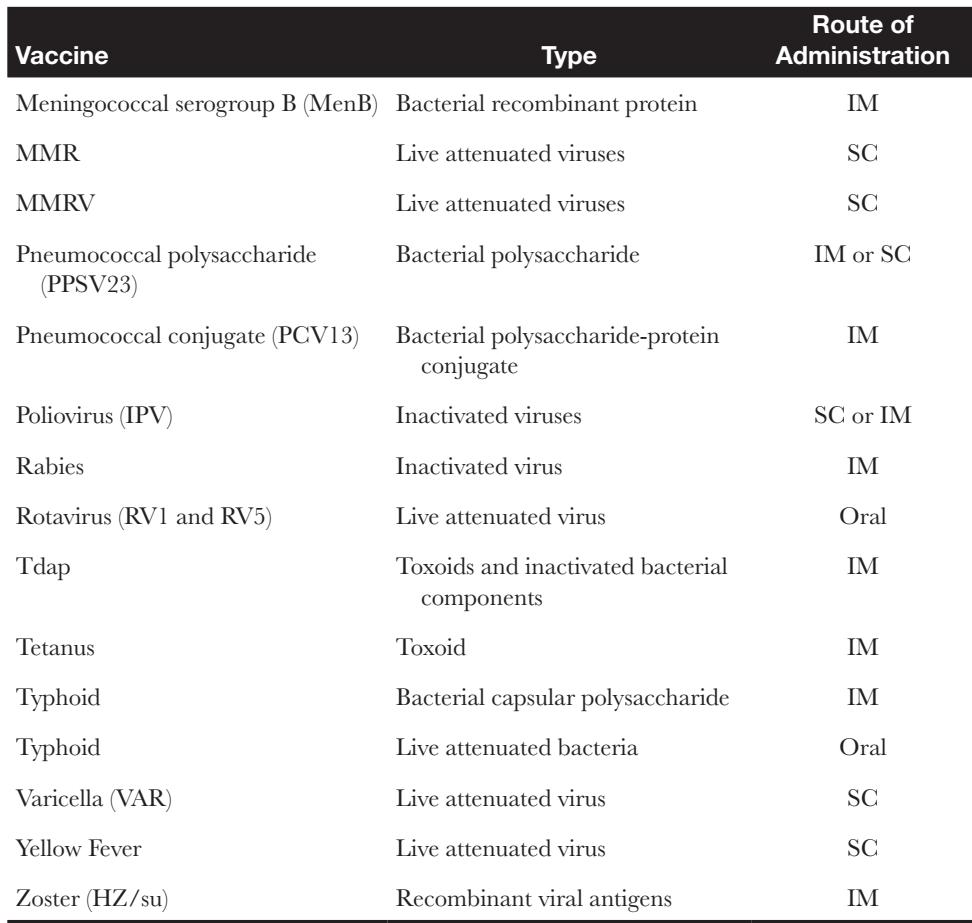 Route of
Vaccine Type Administration
Meningococcal serogroup B (MenB) Bacterial recombinant protein IM
MMR Live attenuated viruses SC
MMRV Live attenuated viruses SC
Pneumococcal polysaccharide Bacterial polysaccharide IM or SC
(PPSV23)
Pneumococcal conjugate (PCV13) Bacterial polysaccharide-protein IM
conjugate
Poliovirus (IPV) Inactivated viruses SC or IM
Rabies Inactivated virus IM
Rotavirus (RV1 and RV5) Live attenuated virus Oral
Tdap Toxoids and inactivated bacterial IM
components
Tetanus Toxoid IM
Typhoid Bacterial capsular polysaccharide IM
Typhoid Live attenuated bacteria Oral
Varicella (VAR) Live attenuated virus SC
Yellow Fever Live attenuated virus SC
Zoster (HZ/su) Recombinant viral antigens IM